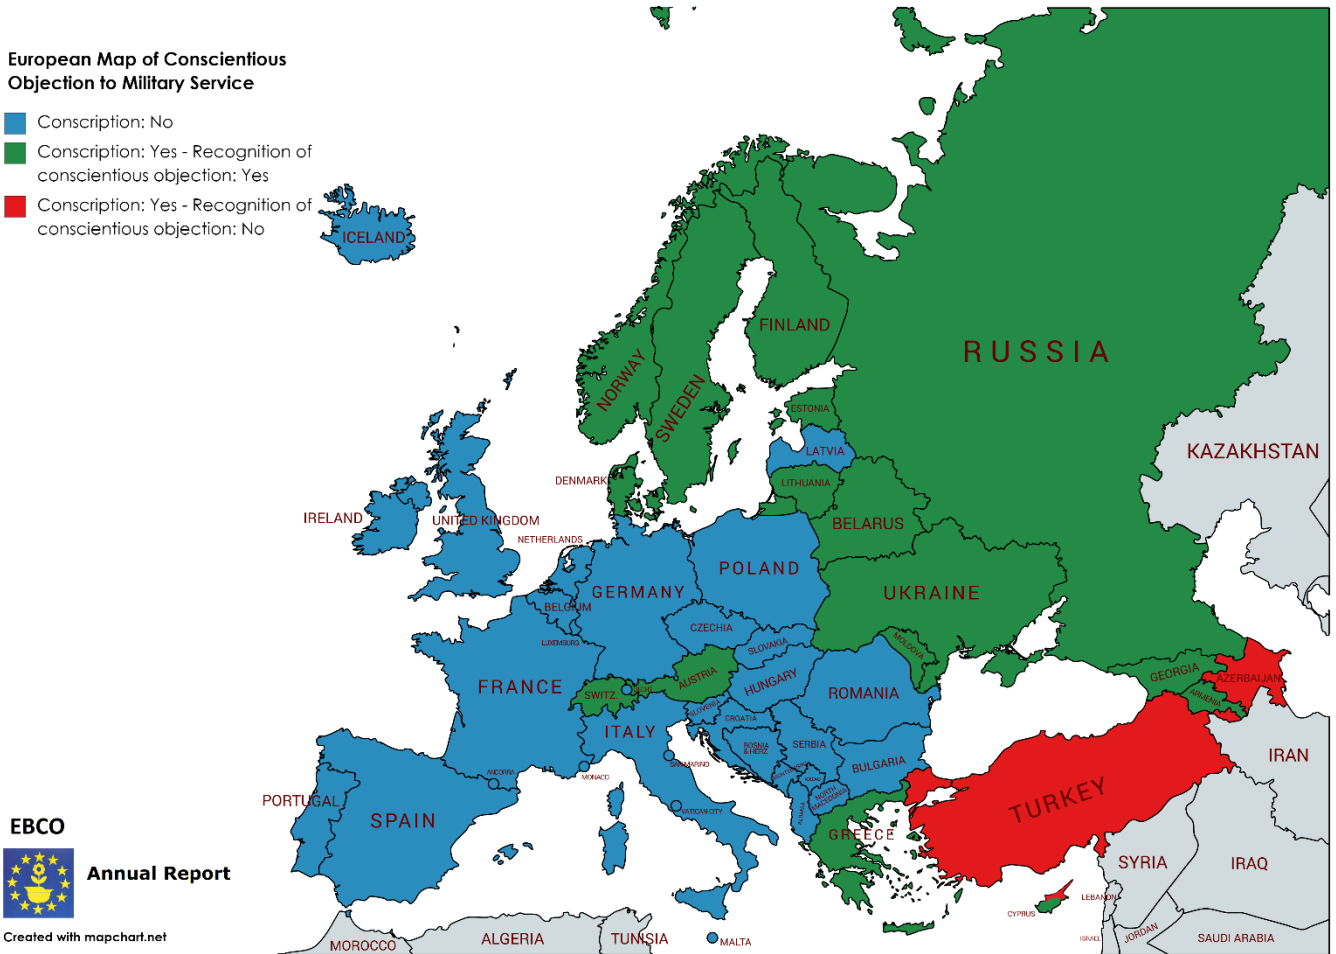 European Map of Conscientious
Objection to Military Service
Conscription: No
Conscription: Yes - Recognition of
conscientious objection: Yes
Conscription: Yes - Recognition of
conscientious objection: No
ICELAND
FINLAND
RUSSIA
NORWAY
SWEDEN
ESTONIA
LATVIA
KAZAKHSTAN
DENMARK
LITHUANIA
IRELAND
UNITED KINGDOM
BELARUS
NETHERLANDS
POLAND
GERMANY
UKRAINE
BELGIUM
CZECHIA
LUXEMBURG
SLOVAKIA
MOLDOVA
GEORGIA
AZERBAIJAN
FRANCE
SWITZ.
LIECHT.
AUSTRIA
HUNGARY
ROMANIA
ARMENIA
SLOVENIA
CROATIA
ITALY
BOSNIA
& HERZ
SERBIA
IRAN
SAN MARINO
BULGARIA
ANDORRA
MONACO
MONTENEGRO
KOSOVO
NORTH
MACEDONIA
PORTUGAL
SPAIN
VATICAN CITY
ALBANIA
TURKEY
EBCO
GREECE
SYRIA
IRAQ
Annual Report
LEBANON
CYPRUS
MOROCCO
ALGERIA
TUNISIA
MALTA
ISRAEL
JORDAN
SAUDI ARABIA
Created with mapchart.net